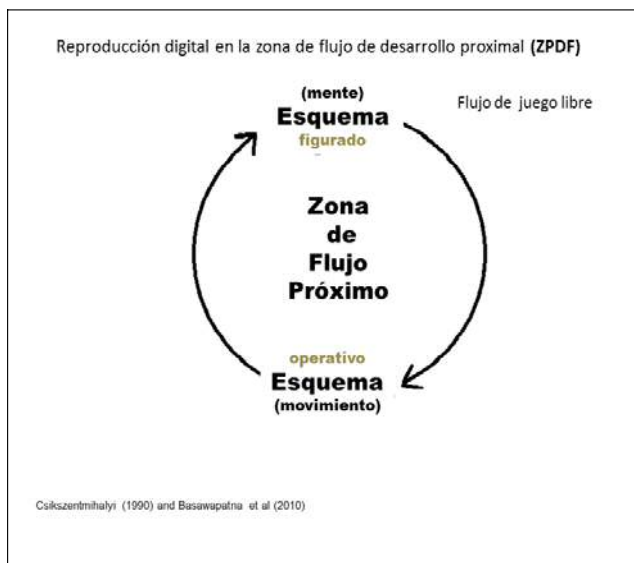 Reproducción digital en la zona de flujo de desarrollo proximal (ZPDF)
(mente)
Esquema
figurado
Flujo de juego libre
Zona
de
Flujo
Próximo
operativo
Esquema
(movimiento)
Csikszentmihalyi (1990) and Basawapatna et al (2010)